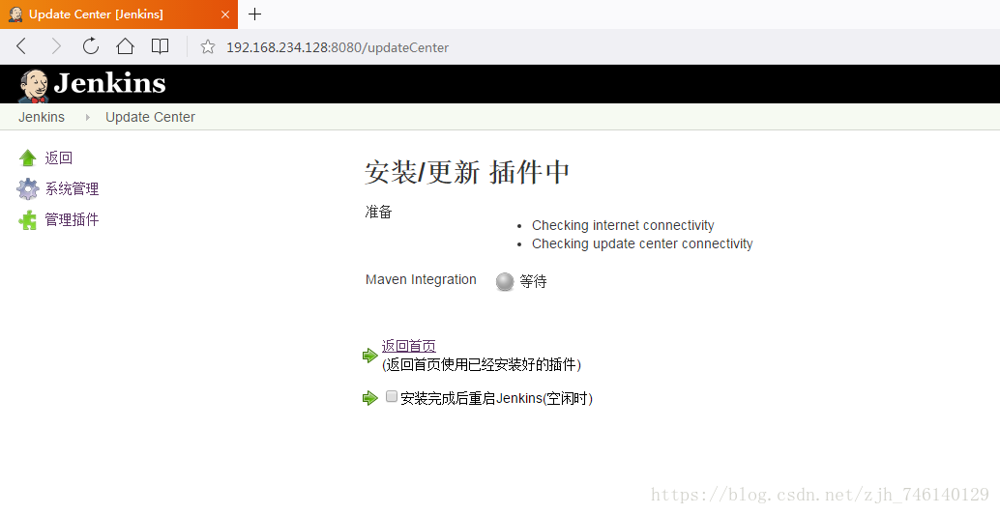 Update Center [Jenkins]
192.168.234.128:8080/updateCenter
Jenkins
Jenkins Update Center
返回
系统管理
管理插件
安装/更新 插件中
准备
Checking internet connectivity
Checking update center connectivity
Maven Integration 等待
返回首页
(返回首页使用已经安装好的插件)
安装完成后重启Jenkins(空闲时)
https://blog.csdn.net/zjh_746140129